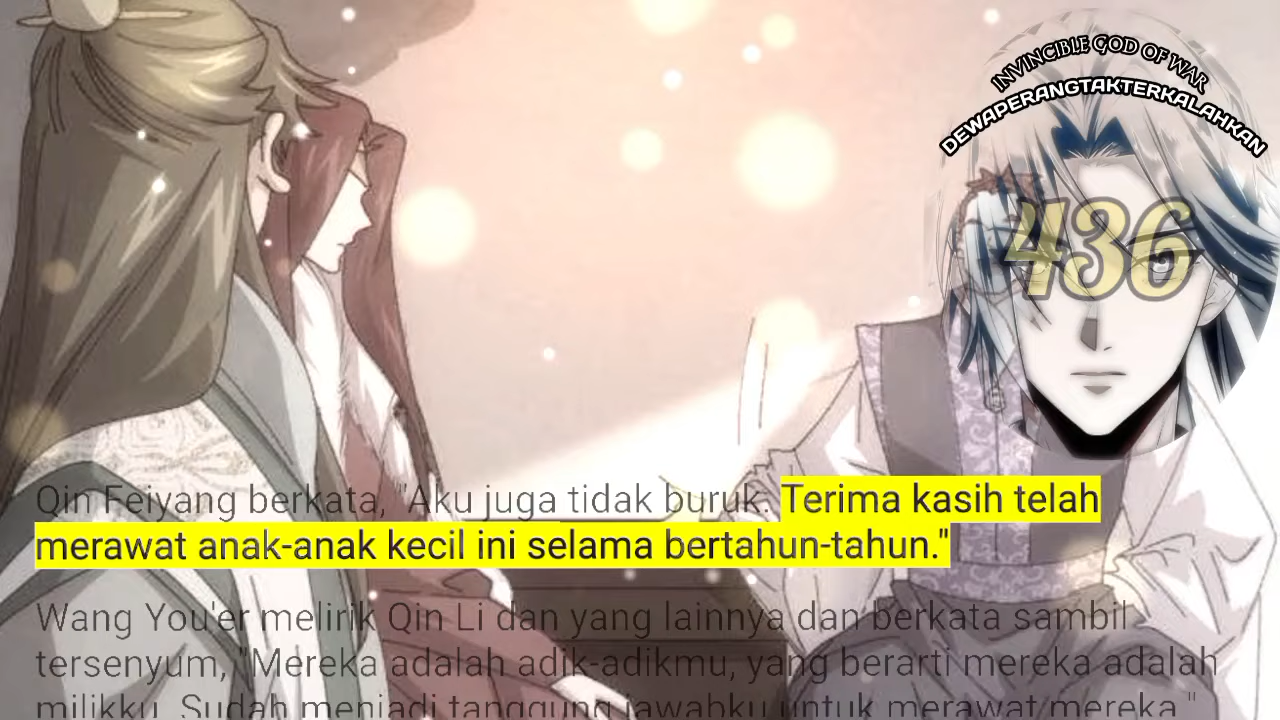 INVINCIBLE GOD OF WAR
DEWAPERANGTAKTERKALAHKAN
436
Qin Feiyang berkata, "Aku juga tidak buruk. Terima kasih telah
merawat anak-anak kecil ini selama bertahun-tahun."
Wang You'er melirik Qin Li dan yang lainnya dan berkata sambil
tersenyum, "Mereka adalah adik-adikmu, yang berarti mereka adalah
milikku. Sudah menjadi tanggung jawabku untuk merawat mereka."